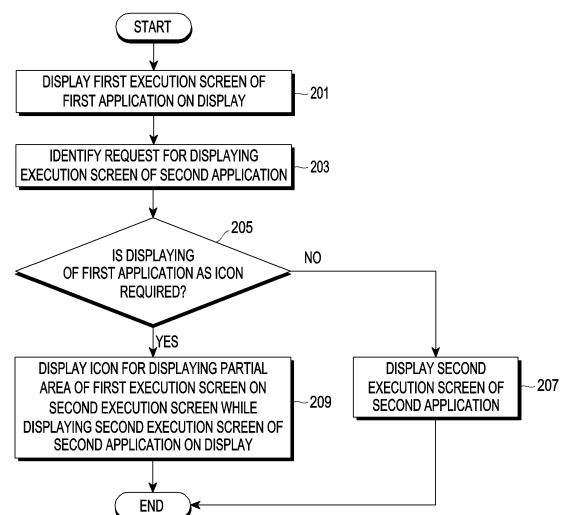 START
DISPLAY FIRST EXECUTION SCREEN OF
FIRST APPLICATION ON DISPLAY
201
IDENTIFY REQUEST FOR DISPLAYING
EXECUTION SCREEN OF SECOND APPLICATION
203
205
IS DISPLAYING
OF FIRST APPLICATION AS ICON
REQUIRED?
NO
YES
DISPLAY ICON FOR DISPLAYING PARTIAL
AREA OF FIRST EXECUTION SCREEN ON
SECOND EXECUTION SCREEN WHILE
DISPLAYING SECOND EXECUTION SCREEN OF
SECOND APPLICATION ON DISPLAY
209
DISPLAY SECOND
EXECUTION SCREEN OF
SECOND APPLICATION
207
END